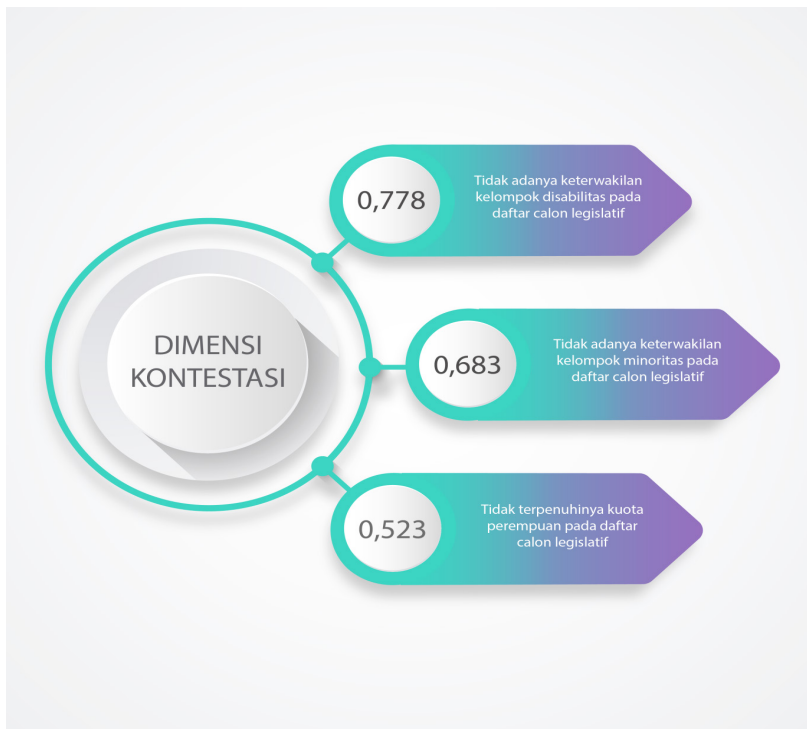 DIMENSI
KONTESTASI
0,778
Tidak adanya keterwakilan
kelompok disabilitas pada
daftar calon legislatif
0,683
Tidak adanya keterwakilan
kelompok minoritas pada
daftar calon legislatif
0,523
Tidak terpenuhinya kuota
perempuan pada daftar
calon legislatif